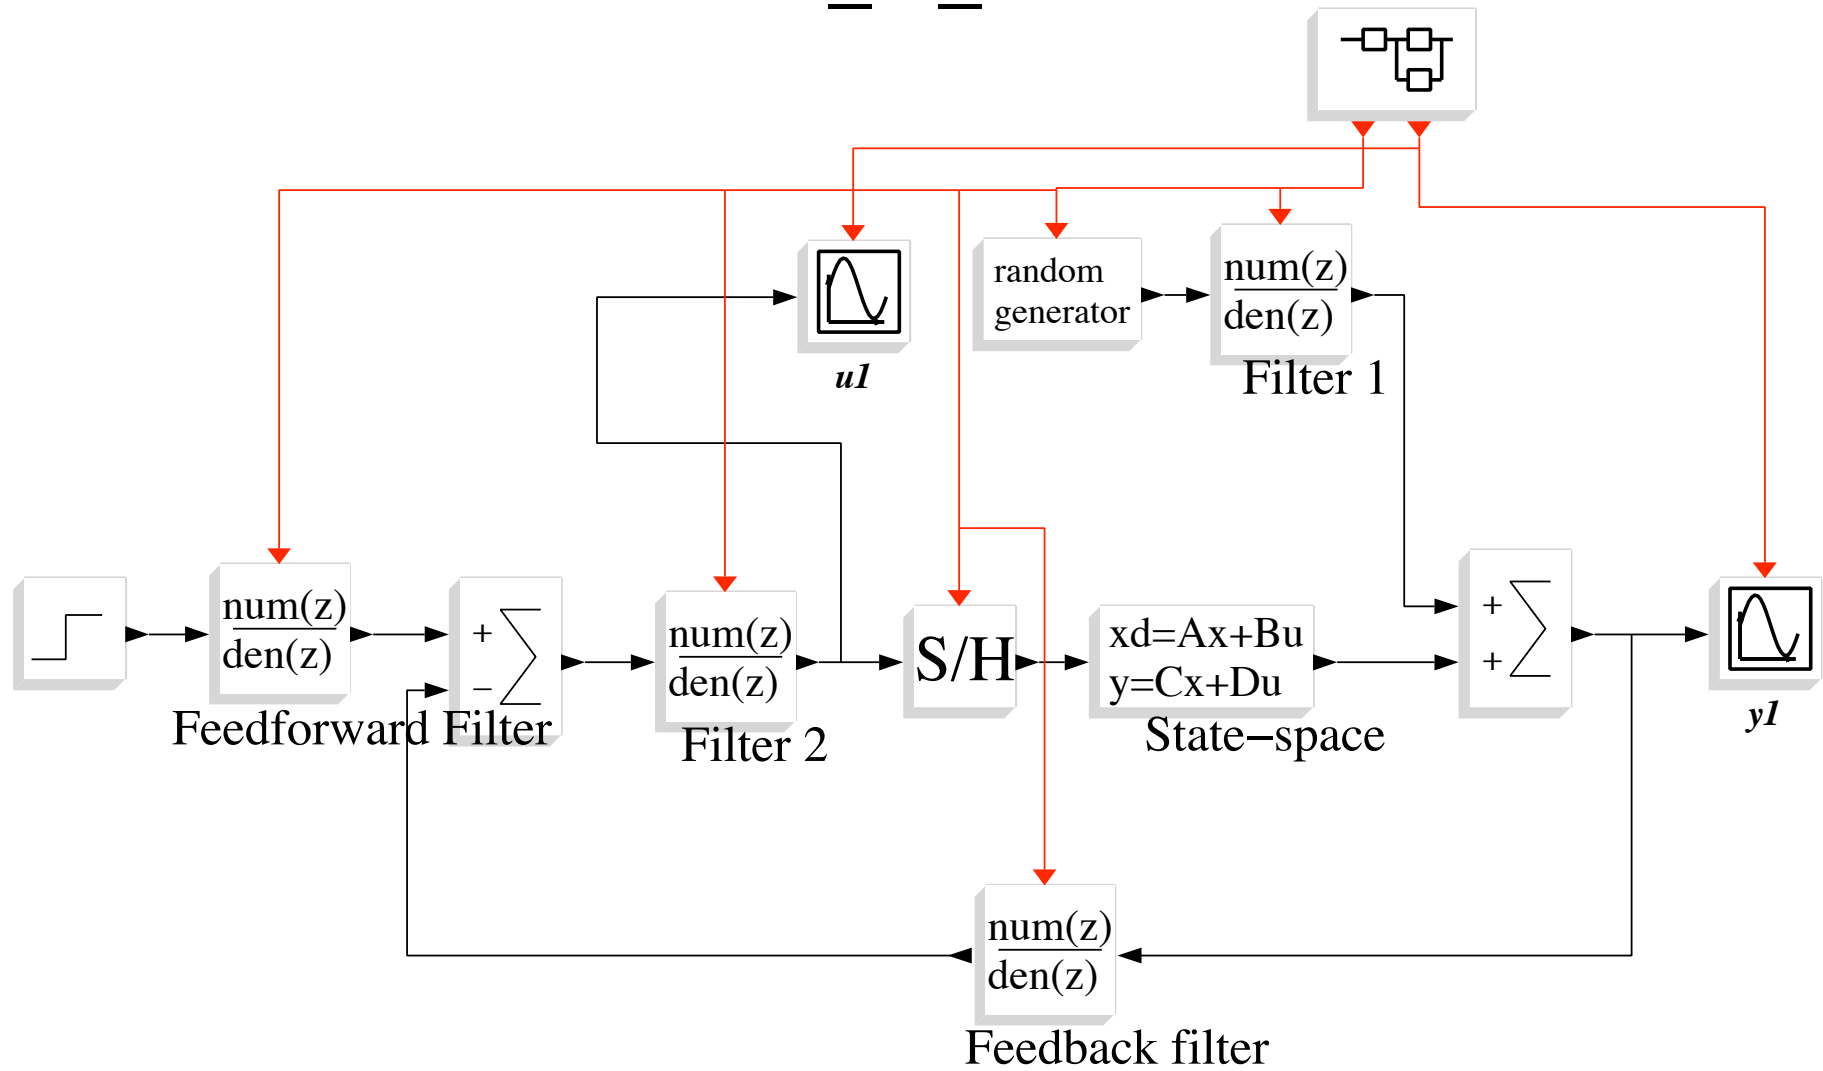 random
generator
num(z)
den(z)
Filter 1
u1
num(z)
den(z)
Feedforward Filter
+
−
num(z)
den(z)
Filter 2
S/H
xd=Ax+Bu
y=Cx+Du
State−space
+
+
y1
num(z)
den(z)
Feedback filter